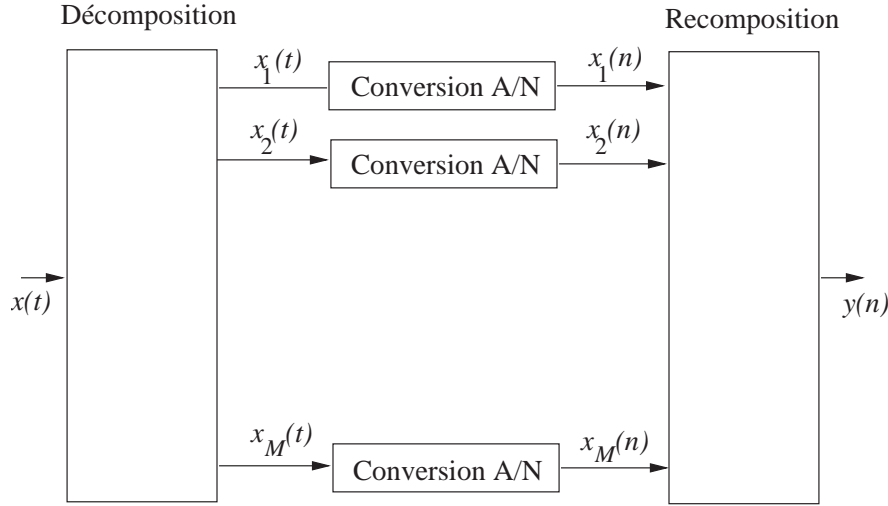 Décomposition
Recomposition
x1(t)
Conversion A/N
x1(n)
x2(t)
Conversion A/N
x2(n)
x(t)
y(n)
xM(t)
Conversion A/N
xM(n)